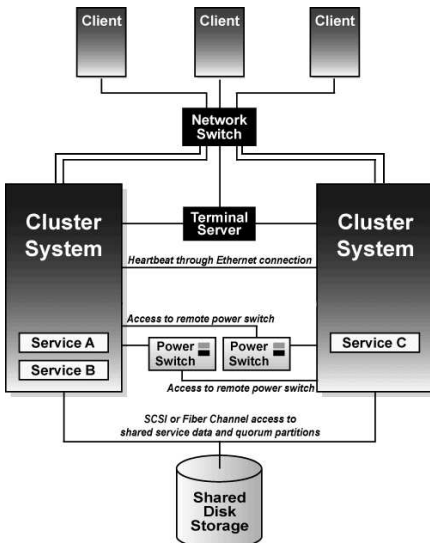 Client
Client
Client
Network
Switch
Cluster
System
Terminal
Server
Cluster
System
Heartbeat through Ethernet connection
Access to remote power switch
Service A
Power
Switch
Power
Switch
Service C
Service B
Access to remote power switch
SCSI or Fiber Channel access to
shared service data and quorum partitions
Shared
Disk
Storage